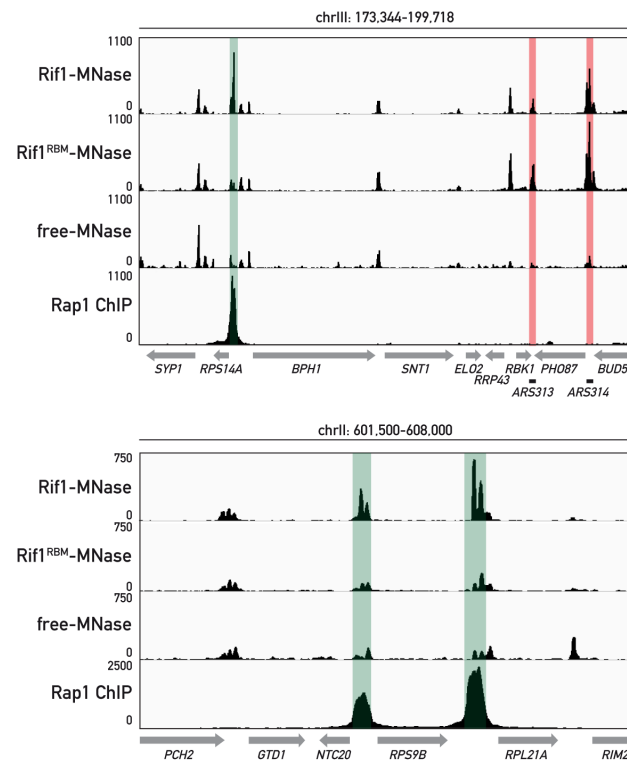 chrIII: 173,344-199,718
1100
Rif1-MNase
0
1100
Rif1RBM-MNase
0
1100
free-MNase
0
1100
Rap1 ChIP
0
SYP1 RPS14A BPH1 SNT1 ELO2 RRP43 RBK1 PHO87 BUD5
ARS313 ARS314
chrII: 601,500-608,000
750
Rif1-MNase
0
750
Rif1RBM-MNase
0
750
free-MNase
0
2500
Rap1 ChIP
0
PCH2 GTD1 NTC20 RPS9B RPL21A RIM2